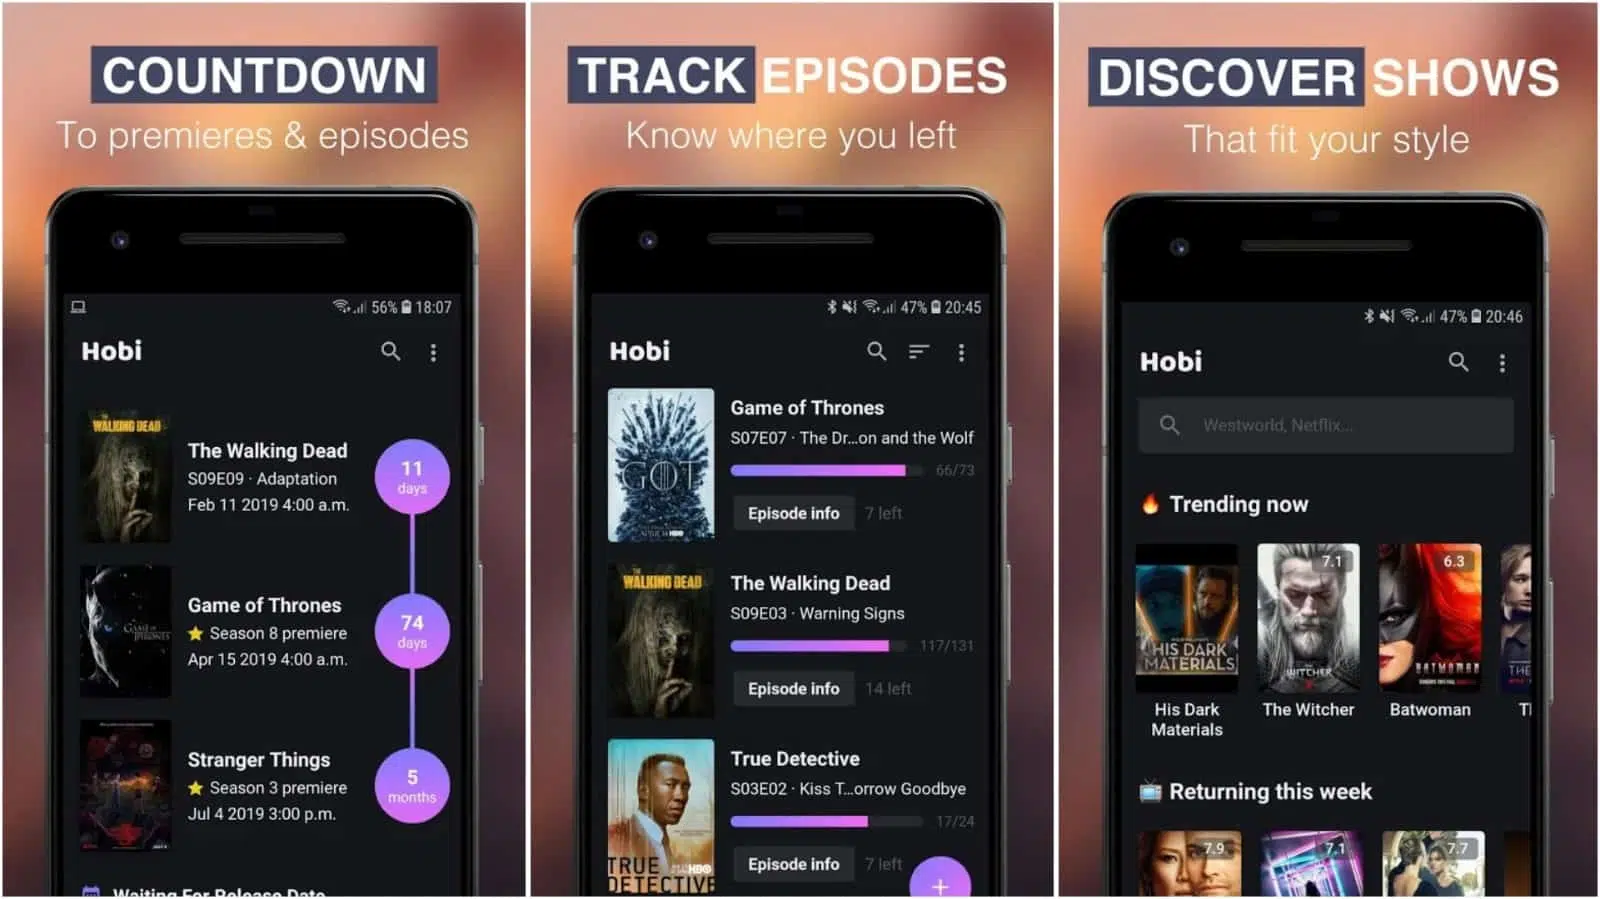 COUNTDOWN
To premieres & episodes
56% 18:07
Hobi
THE
WALKING DEAD
The Walking Dead
S09E09 · Adaptation
Feb 11 2019 4:00 a.m.
11
days
GAME OF
THRONES
Game of Thrones
Season 8 premiere
Apr 15 2019 4:00 a.m.
74
days
Stranger Things
Season 3 premiere
Jul 4 2019 3:00 p.m.
5
months
Waiting For Release Date
TRACK EPISODES
Know where you left
47% 20:45
Hobi
GOT
HBO
Game of Thrones
S07E07 · The Dr...on and the Wolf
66/73
Episode info
7 left
THE
WALKING DEAD
The Walking Dead
S09E03 · Warning Signs
117/131
Episode info
14 left
TRUE
DETECTIVE
HBO
True Detective
S03E02 · Kiss T...orrow Goodbye
17/24
Episode info
7 left
+
DISCOVER SHOWS
That fit your style
47% 20:46
Hobi
Westworld, Netflix...
Trending now
HIS DARK
MATERIALS
7.1
THE
WITCHER
6.3
BATWOMAN
THE
His Dark
Materials
The Witcher
Batwoman
Returning this week
7.9
7.1
7.7